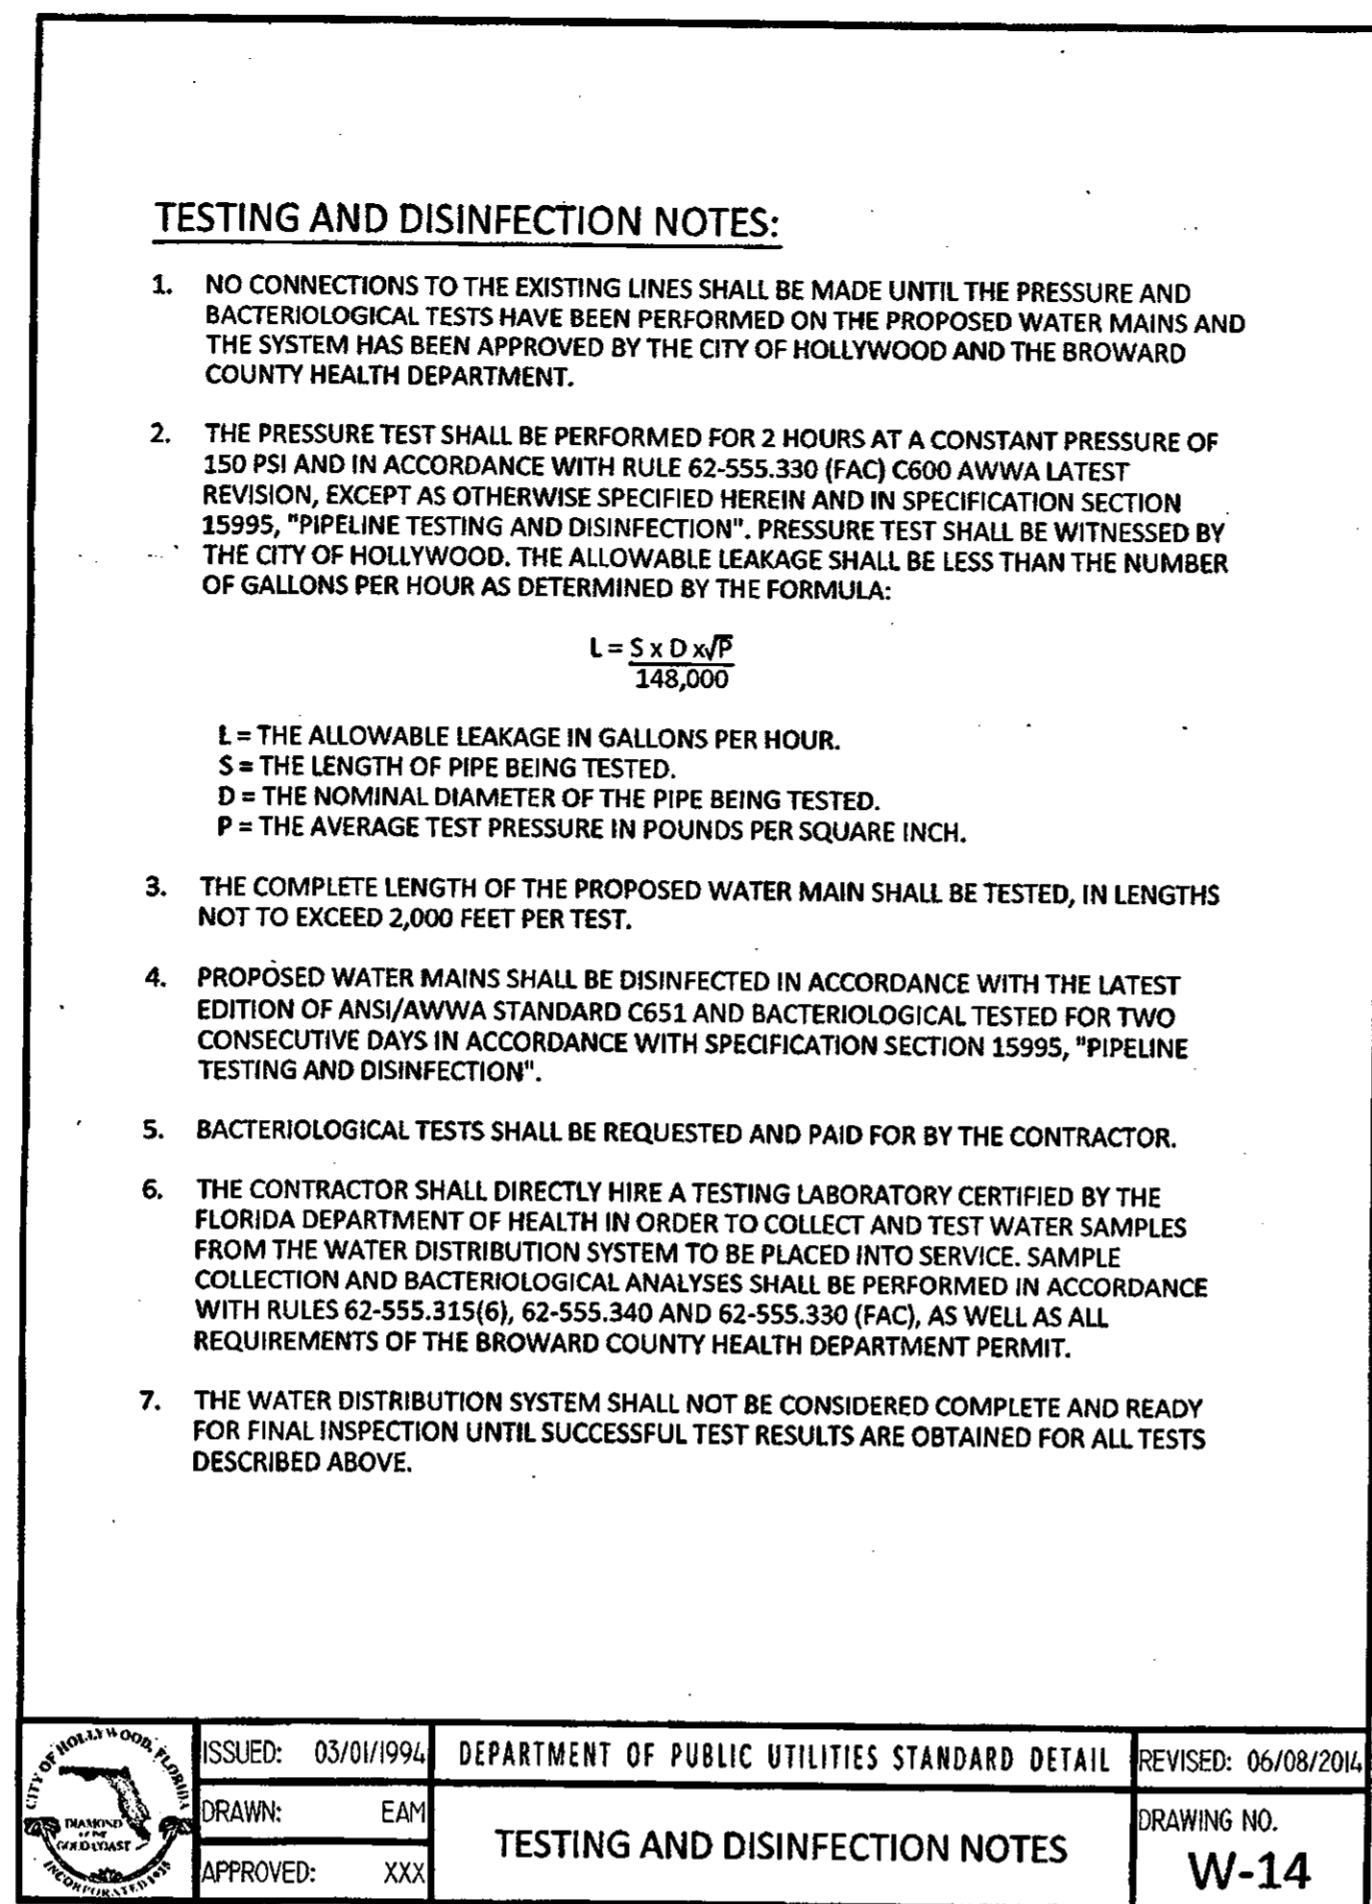 TESTING AND DISINFECTION NOTES:
1. NO CONNECTIONS TO THE EXISTING LINES SHALL BE MADE UNTIL THE PRESSURE AND
BACTERIOLOGICAL TESTS HAVE BEEN PERFORMED ON THE PROPOSED WATER MAINS AND
THE SYSTEM HAS BEEN APPROVED BY THE CITY OF HOLLYWOOD AND THE BROWARD
COUNTY HEALTH DEPARTMENT.
2. THE PRESSURE TEST SHALL BE PERFORMED FOR 2 HOURS AT A CONSTANT PRESSURE OF
150 PSI AND IN ACCORDANCE WITH RULE 62-555.330 (FAC) C600 AWWA LATEST
REVISION, EXCEPT AS OTHERWISE SPECIFIED HEREIN AND IN SPECIFICATION SECTION
15995, "PIPELINE TESTING AND DISINFECTION". PRESSURE TEST SHALL BE WITNESSED BY
THE CITY OF HOLLYWOOD. THE ALLOWABLE LEAKAGE SHALL BE LESS THAN THE NUMBER
OF GALLONS PER HOUR AS DETERMINED BY THE FORMULA:
L = S x D x√P
148,000
L = THE ALLOWABLE LEAKAGE IN GALLONS PER HOUR.
S = THE LENGTH OF PIPE BEING TESTED.
D = THE NOMINAL DIAMETER OF THE PIPE BEING TESTED.
P = THE AVERAGE TEST PRESSURE IN POUNDS PER SQUARE INCH.
3. THE COMPLETE LENGTH OF THE PROPOSED WATER MAIN SHALL BE TESTED, IN LENGTHS
NOT TO EXCEED 2,000 FEET PER TEST.
4. PROPOSED WATER MAINS SHALL BE DISINFECTED IN ACCORDANCE WITH THE LATEST
EDITION OF ANSI/AWWA STANDARD C651 AND BACTERIOLOGICAL TESTED FOR TWO
CONSECUTIVE DAYS IN ACCORDANCE WITH SPECIFICATION SECTION 15995, "PIPELINE
TESTING AND DISINFECTION".
5. BACTERIOLOGICAL TESTS SHALL BE REQUESTED AND PAID FOR BY THE CONTRACTOR.
6. THE CONTRACTOR SHALL DIRECTLY HIRE A TESTING LABORATORY CERTIFIED BY THE
FLORIDA DEPARTMENT OF HEALTH IN ORDER TO COLLECT AND TEST WATER SAMPLES
FROM THE WATER DISTRIBUTION SYSTEM TO BE PLACED INTO SERVICE. SAMPLE
COLLECTION AND BACTERIOLOGICAL ANALYSES SHALL BE PERFORMED IN ACCORDANCE
WITH RULES 62-555.315(6), 62-555.340 AND 62-555.330 (FAC), AS WELL AS ALL
REQUIREMENTS OF THE BROWARD COUNTY HEALTH DEPARTMENT PERMIT.
7. THE WATER DISTRIBUTION SYSTEM SHALL NOT BE CONSIDERED COMPLETE AND READY
FOR FINAL INSPECTION UNTIL SUCCESSFUL TEST RESULTS ARE OBTAINED FOR ALL TESTS
DESCRIBED ABOVE.
CITY OF HOLLYWOOD, FLORIDA
DIAMOND
OF THE
GOLD COAST
INCORPORATED 1925
ISSUED: 03/01/1994
DRAWN: EAM
APPROVED: XXX
DEPARTMENT OF PUBLIC UTILITIES STANDARD DETAIL
TESTING AND DISINFECTION NOTES
REVISED: 06/08/2014
DRAWING NO.
W-14